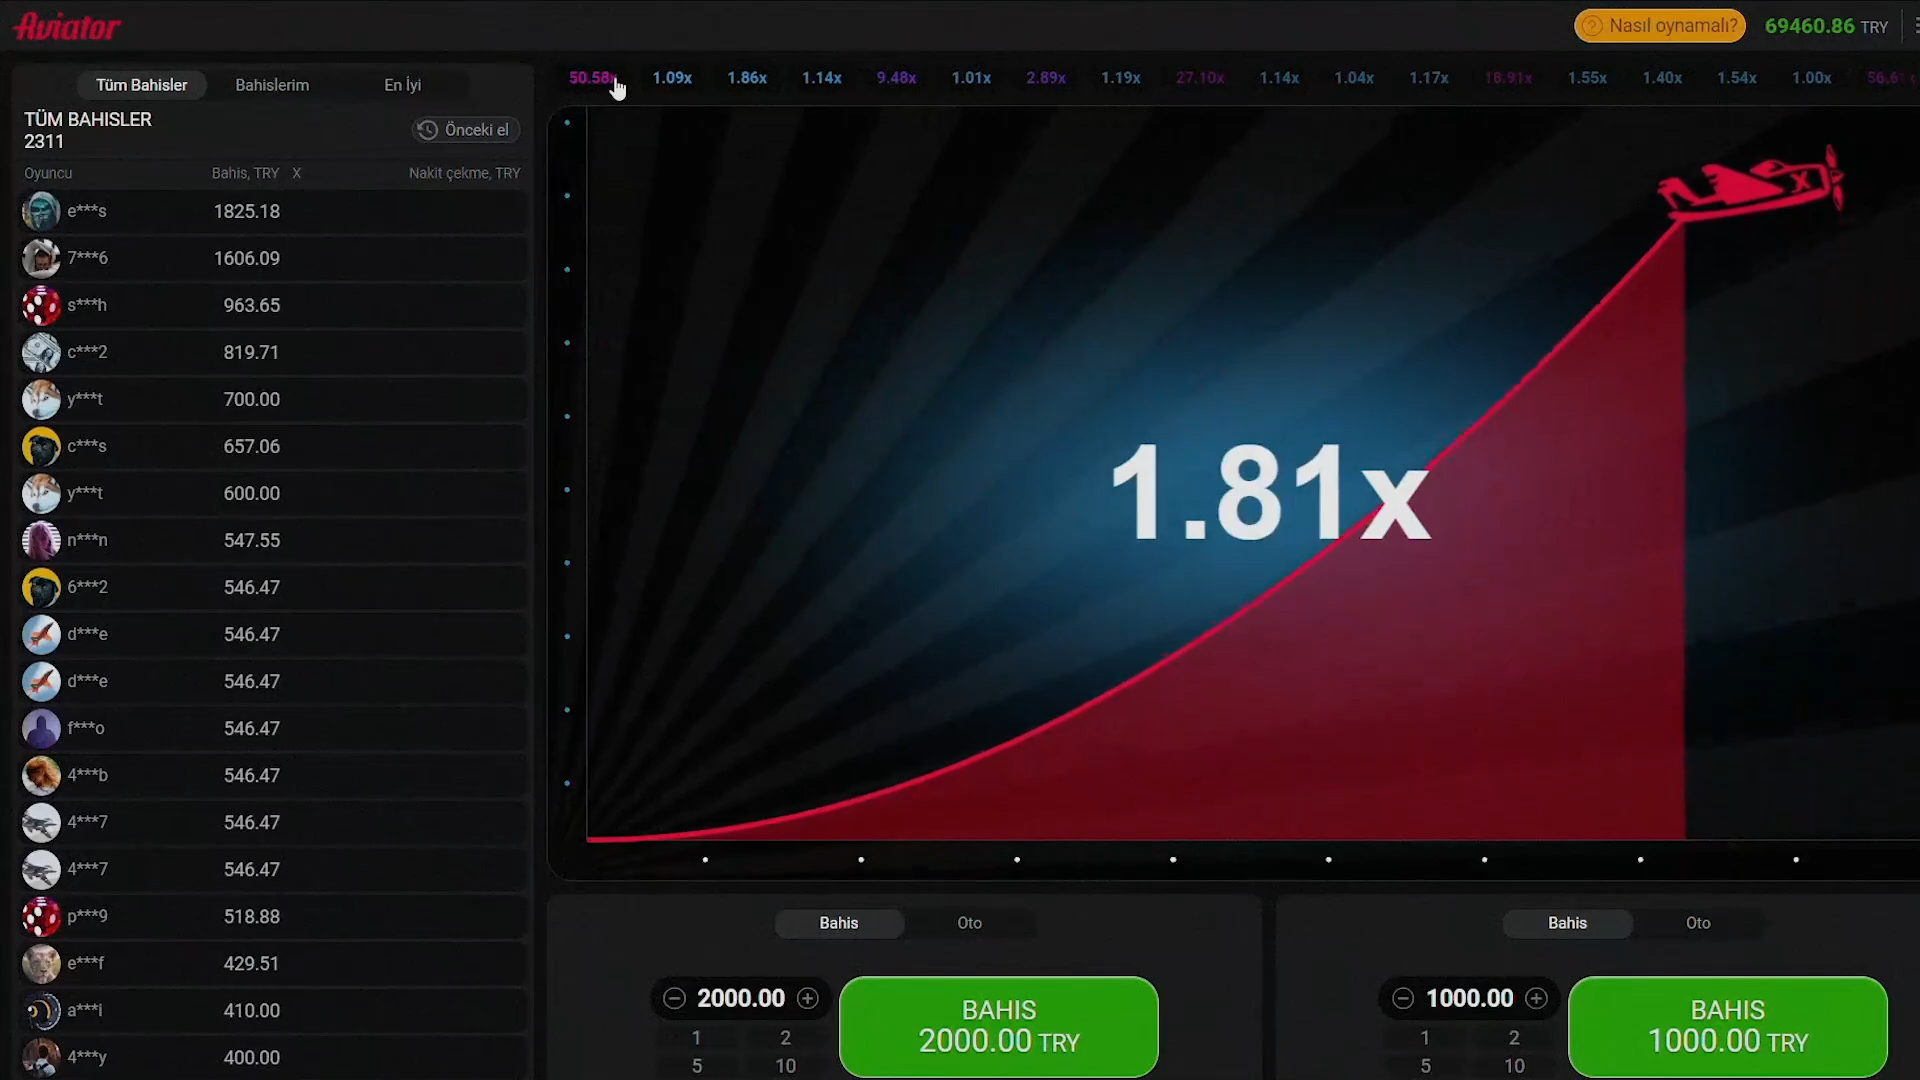 Aviator
Nasıl oynamalı?
69460.86 TRY
Tüm Bahisler
Bahislerim
En İyi
50.58x 1.09x 1.86x 1.14x 9.48x 1.01x 2.89x 1.19x 27.10x 1.14x 1.04x 1.17x 18.91x 1.55x 1.40x 1.54x 1.00x
TÜM BAHISLER
2311
Önceki el
Oyuncu Bahis, TRY X Nakit çekme, TRY
e***s 1825.18
7***6 1606.09
s***h 963.65
c***2 819.71
y***t 700.00
c***s 657.06
y***t 600.00
n***n 547.55
6***2 546.47
d***e 546.47
d***e 546.47
f***o 546.47
4***b 546.47
4***7 546.47
4***7 546.47
p***9 518.88
e***f 429.51
a***i 410.00
4***y 400.00
X
1.81x
Bahis Oto
2000.00
1 2
5 10
BAHIS
2000.00 TRY
Bahis Oto
1000.00
1 2
5 10
BAHIS
1000.00 TRY